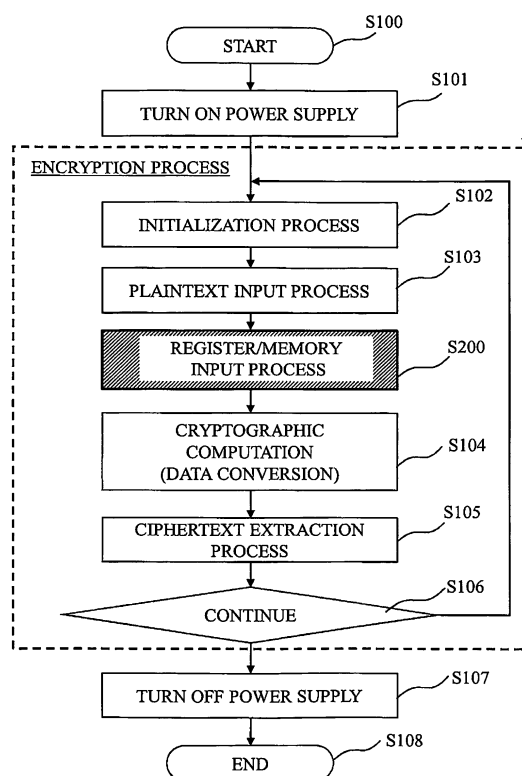 S100
START
S101
TURN ON POWER SUPPLY
ENCRYPTION PROCESS
S102
INITIALIZATION PROCESS
S103
PLAINTEXT INPUT PROCESS
REGISTER/MEMORY
INPUT PROCESS
S200
CRYPTOGRAPHIC
COMPUTATION
(DATA CONVERSION)
S104
S105
CIPHERTEXT EXTRACTION
PROCESS
S106
CONTINUE
S107
TURN OFF POWER SUPPLY
S108
END